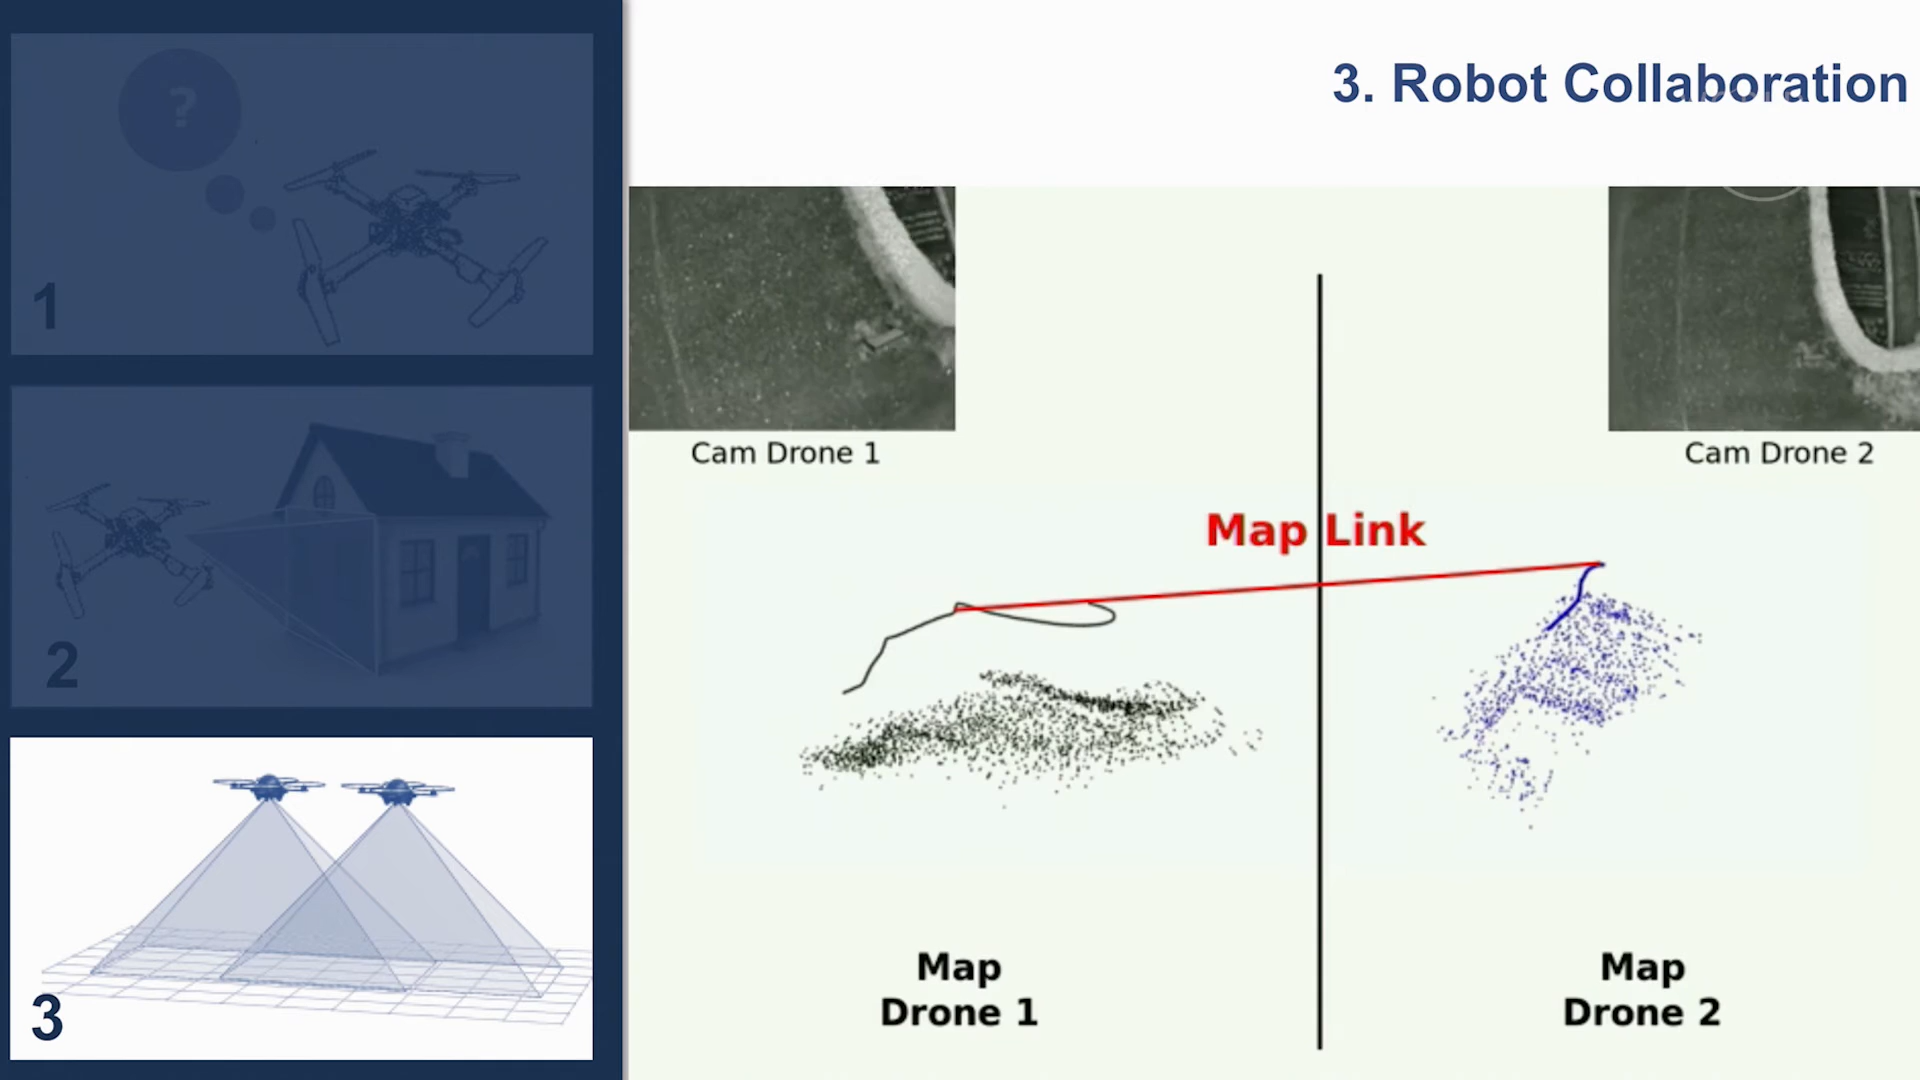 ?
1
2
3
3. Robot Collaboration
Cam Drone 1
Cam Drone 2
Map Link
Map
Drone 1
Map
Drone 2